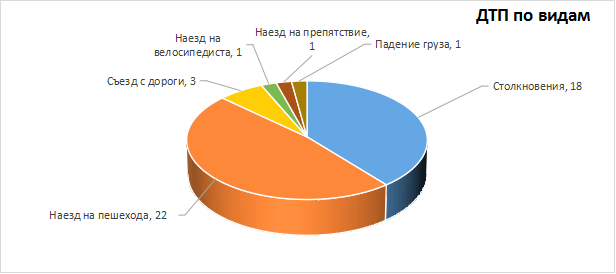 ДТП по видам
Наезд на
велосипедиста, 1
Наезд на препятствие,
1
Падение груза, 1
Съезд с дороги, 3
Столкновения, 18
Наезд на пешехода, 22